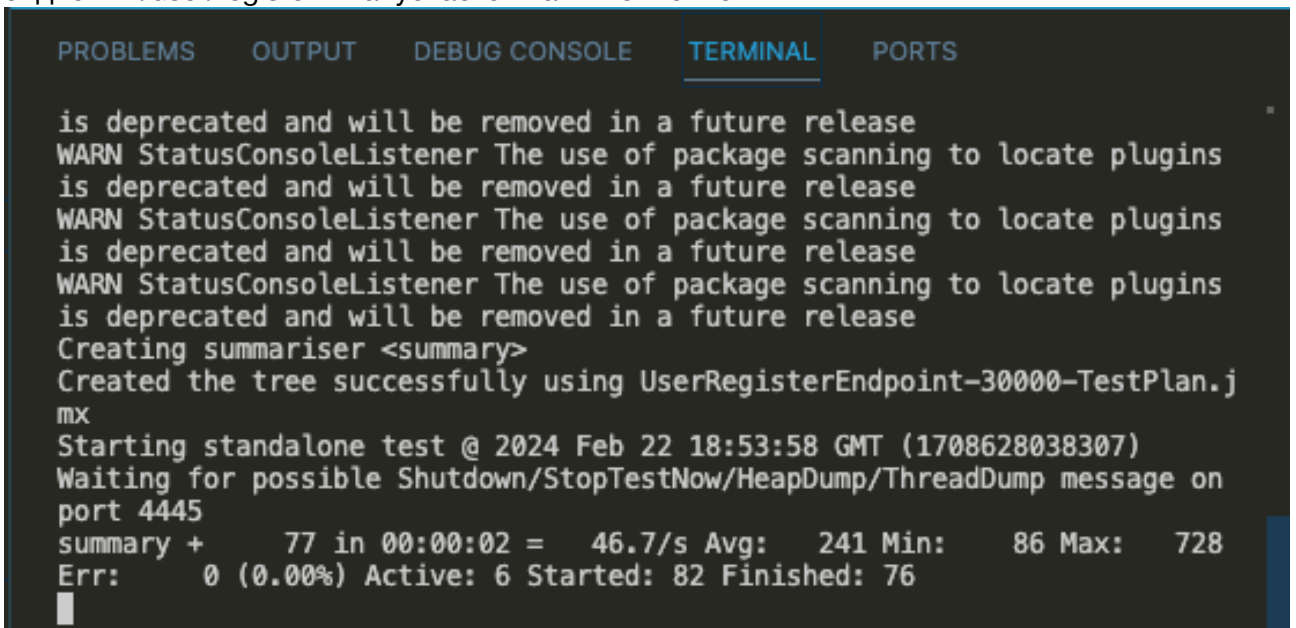 PROBLEMS OUTPUT DEBUG CONSOLE TERMINAL PORTS
is deprecated and will be removed in a future release
WARN StatusConsoleListener The use of package scanning to locate plugins
is deprecated and will be removed in a future release
WARN StatusConsoleListener The use of package scanning to locate plugins
is deprecated and will be removed in a future release
WARN StatusConsoleListener The use of package scanning to locate plugins
is deprecated and will be removed in a future release
Creating summariser <summary>
Created the tree successfully using UserRegisterEndpoint-30000-TestPlan.j
mx
Starting standalone test @ 2024 Feb 22 18:53:58 GMT (1708628038307)
Waiting for possible Shutdown/StopTestNow/HeapDump/ThreadDump message on
port 4445
summary +     77 in 00:00:02 =   46.7/s Avg:   241 Min:    86 Max:   728
Err:     0 (0.00%) Active: 6 Started: 82 Finished: 76